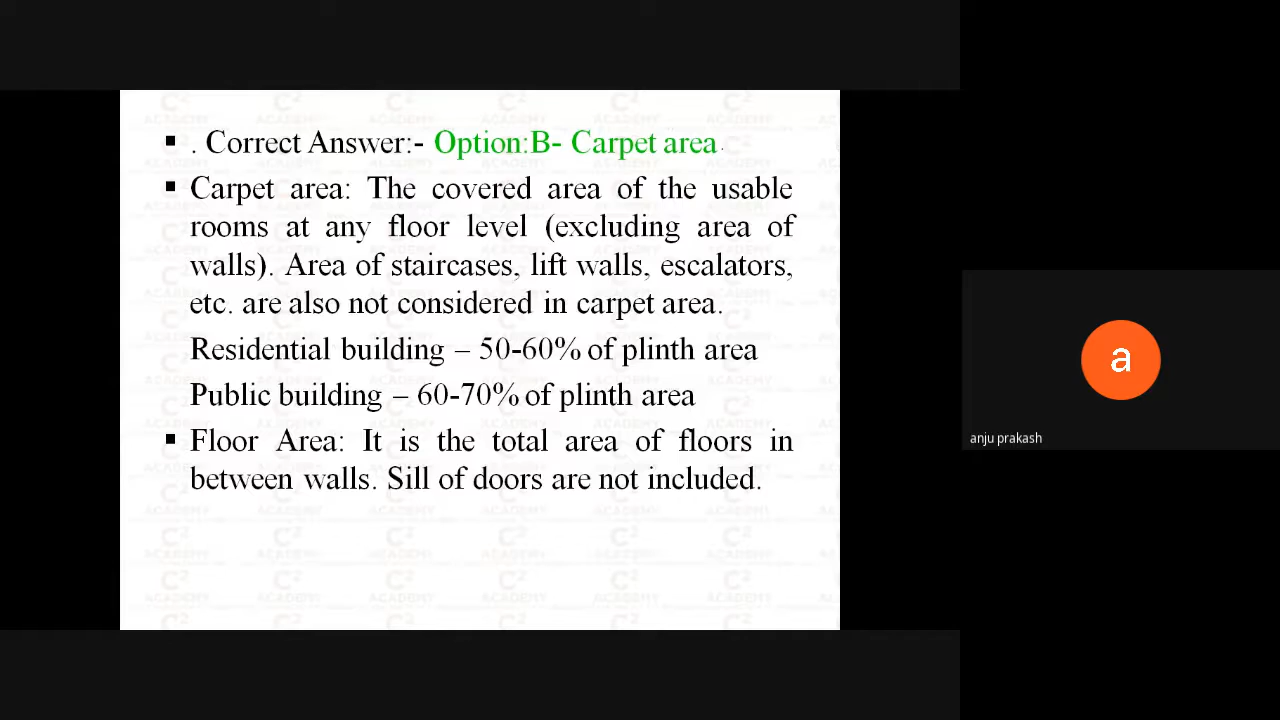 ▪ . Correct Answer:- Option:B- Carpet area.
▪ Carpet area: The covered area of the usable
rooms at any floor level (excluding area of
walls). Area of staircases, lift walls, escalators,
etc. are also not considered in carpet area.
Residential building – 50-60% of plinth area
Public building – 60-70% of plinth area
▪ Floor Area: It is the total area of floors in
between walls. Sill of doors are not included.
a
anju prakash